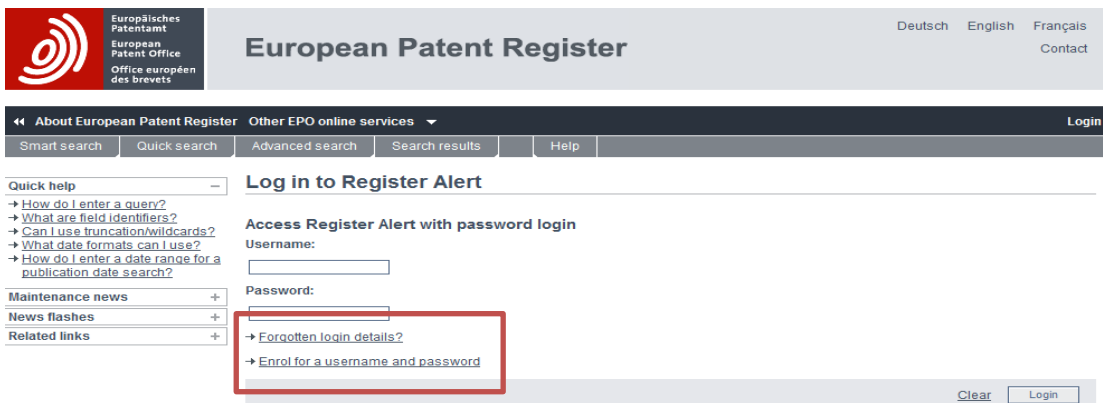 Europäisches
Patentamt
European
Patent Office
Office européen
des brevets
European Patent Register
Deutsch English Français
Contact
About European Patent Register Other EPO online services
Login
Smart search Quick search Advanced search Search results Help
Quick help
How do I enter a query?
What are field identifiers?
Can I use truncation/wildcards?
What date formats can I use?
How do I enter a date range for a
publication date search?
Maintenance news
News flashes
Related links
Log in to Register Alert
Access Register Alert with password login
Username:
Password:
Forgotten login details?
Enrol for a username and password
Clear Login